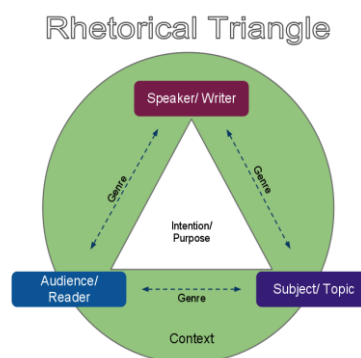 Rhetorical Triangle
Speaker/ Writer
Genre
Genre
Intention/
Purpose
Audience/
Reader
Genre
Subject/ Topic
Context